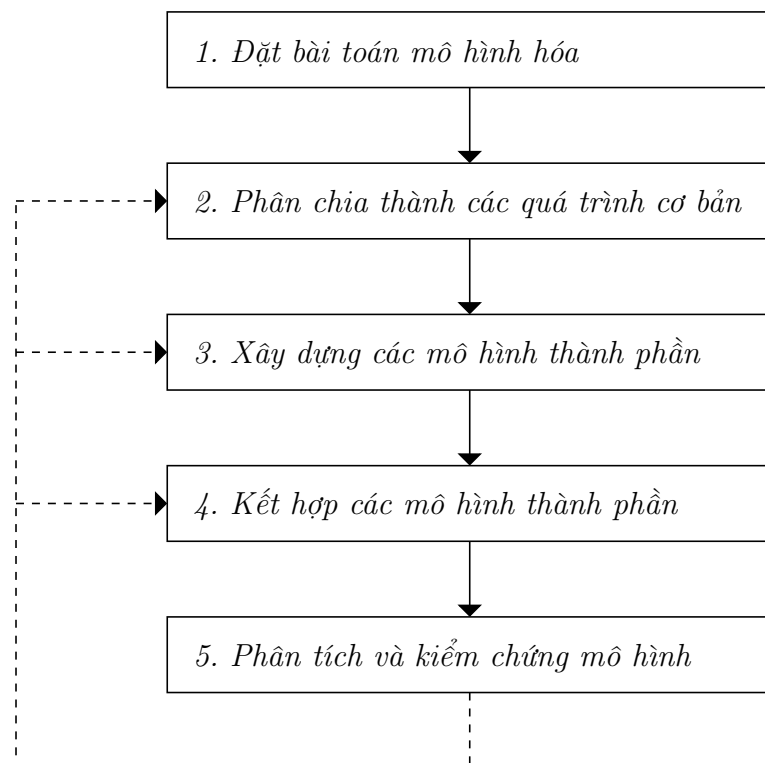 1. Đặt bài toán mô hình hóa
2. Phân chia thành các quá trình cơ bản
3. Xây dựng các mô hình thành phần
4. Kết hợp các mô hình thành phần
5. Phân tích và kiểm chứng mô hình